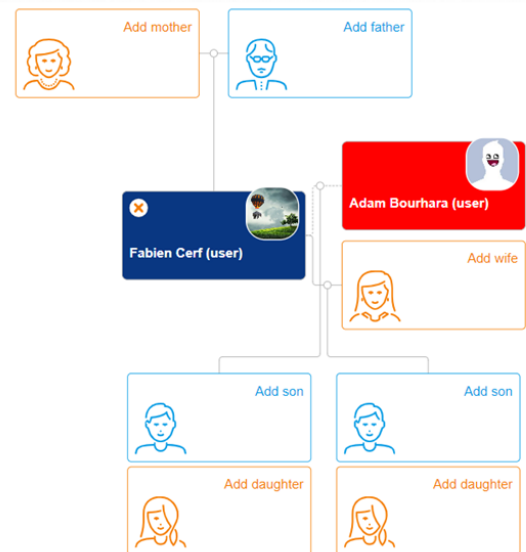 Add mother
Add father
Adam Bourhara (user)
Fabien Cerf (user)
Add wife
Add son
Add son
Add daughter
Add daughter